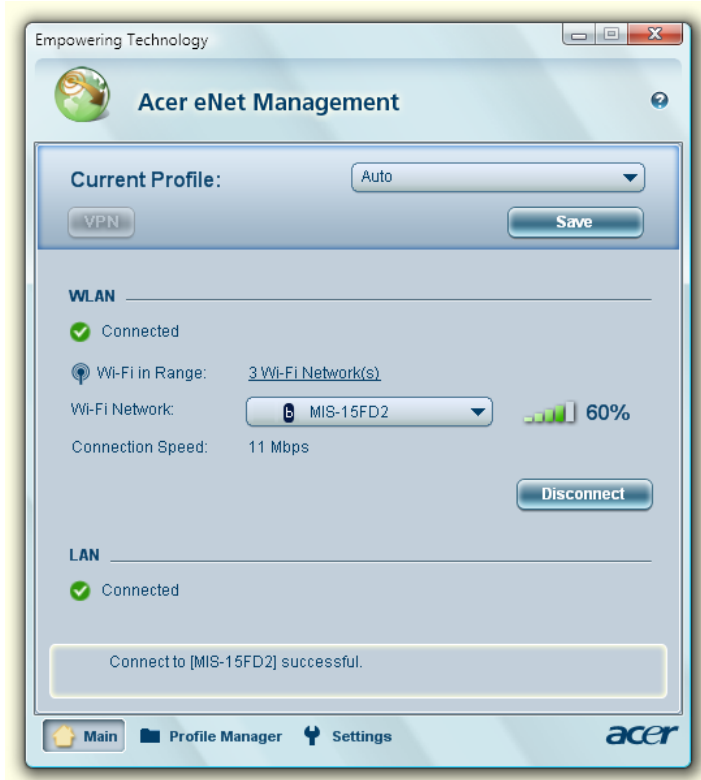 Empowering Technology
Acer eNet Management
Current Profile:
Auto
VPN
Save
WLAN
Connected
Wi-Fi in Range:
3 Wi-Fi Network(s)
Wi-Fi Network:
b MIS-15FD2
60%
Connection Speed:
11 Mbps
Disconnect
LAN
Connected
Connect to [MIS-15FD2] successful.
Main
Profile Manager
Settings
acer